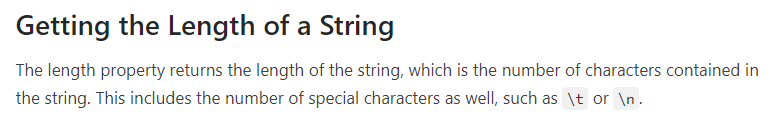 Getting the Length of a String
The length property returns the length of the string, which is the number of characters contained in
the string. This includes the number of special characters as well, such as \t or \n.